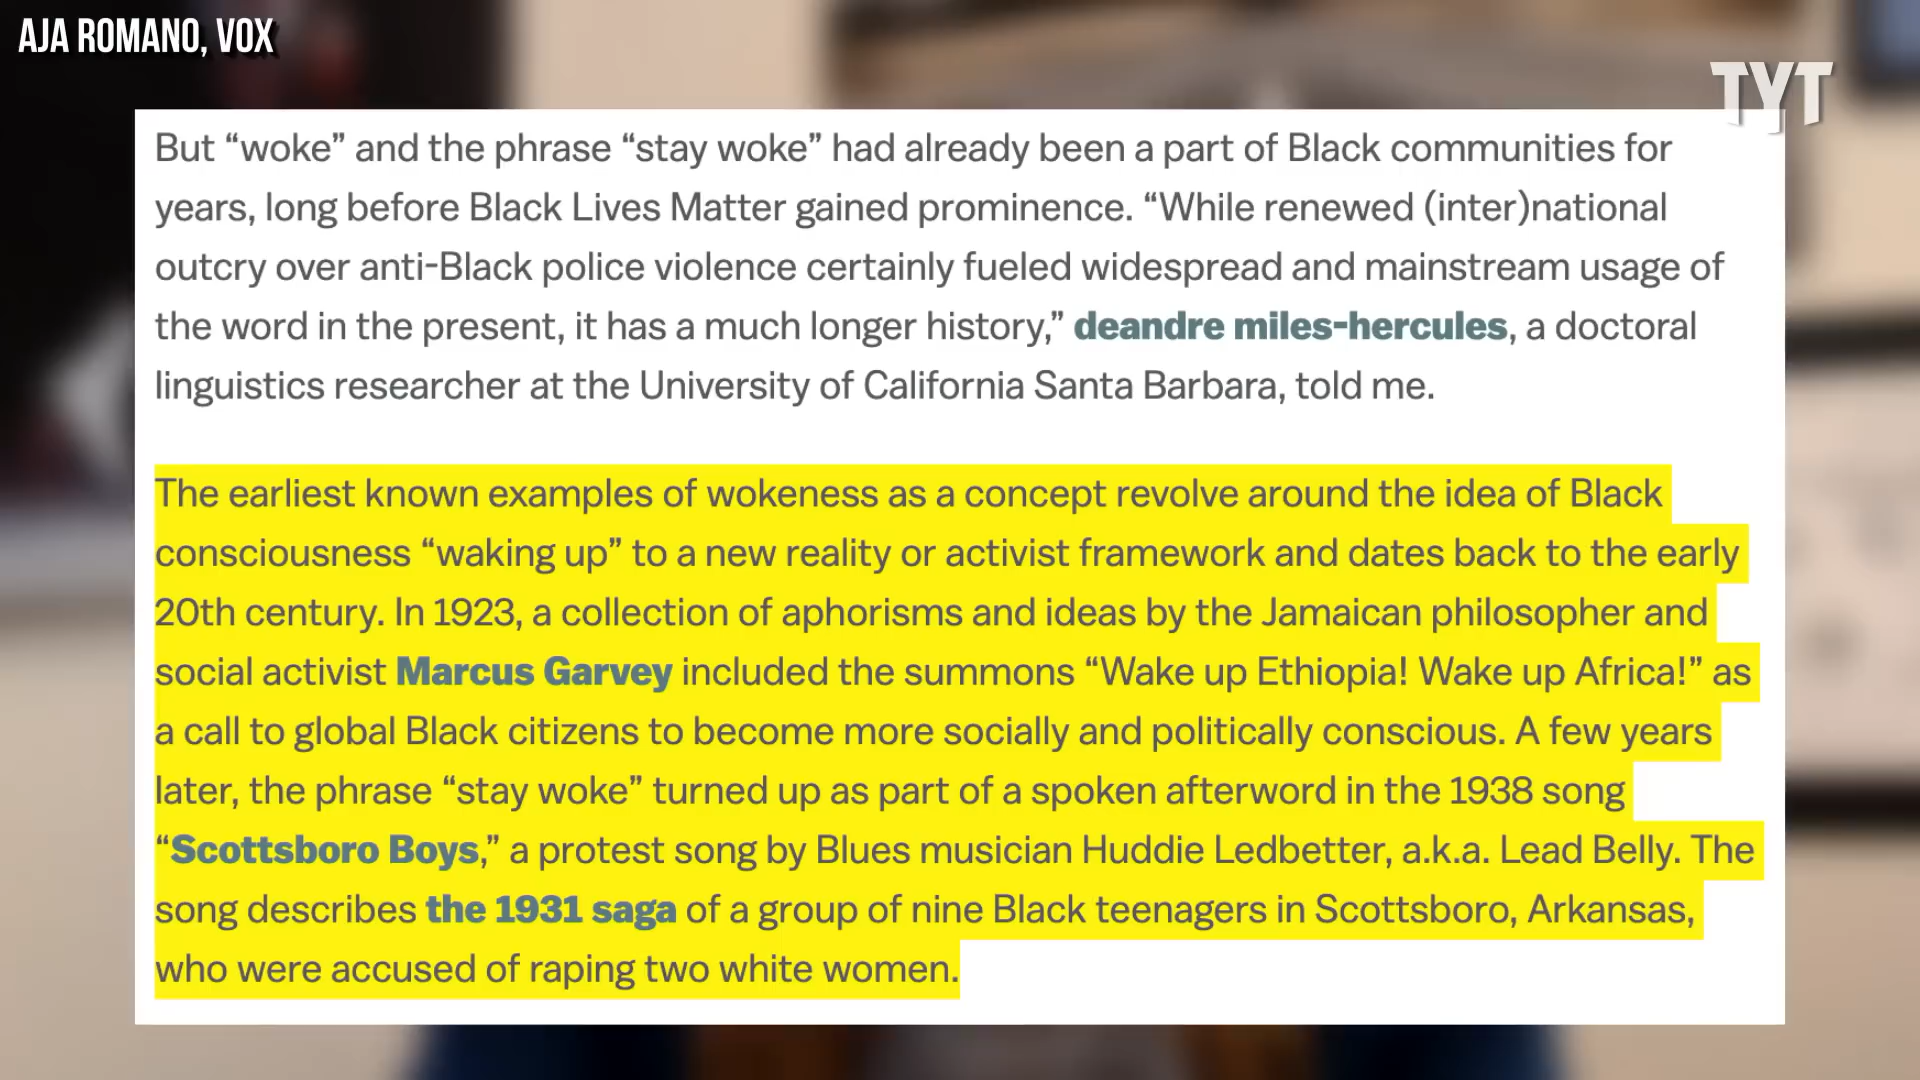 AJA ROMANO, VOX
TYT
But “woke” and the phrase “stay woke” had already been a part of Black communities for
years, long before Black Lives Matter gained prominence. “While renewed (inter)national
outcry over anti-Black police violence certainly fueled widespread and mainstream usage of
the word in the present, it has a much longer history,” deandre miles-hercules, a doctoral
linguistics researcher at the University of California Santa Barbara, told me.
The earliest known examples of wokeness as a concept revolve around the idea of Black
consciousness “waking up” to a new reality or activist framework and dates back to the early
20th century. In 1923, a collection of aphorisms and ideas by the Jamaican philosopher and
social activist Marcus Garvey included the summons “Wake up Ethiopia! Wake up Africa!” as
a call to global Black citizens to become more socially and politically conscious. A few years
later, the phrase “stay woke” turned up as part of a spoken afterword in the 1938 song
“Scottsboro Boys,” a protest song by Blues musician Huddie Ledbetter, a.k.a. Lead Belly. The
song describes the 1931 saga of a group of nine Black teenagers in Scottsboro, Arkansas,
who were accused of raping two white women.